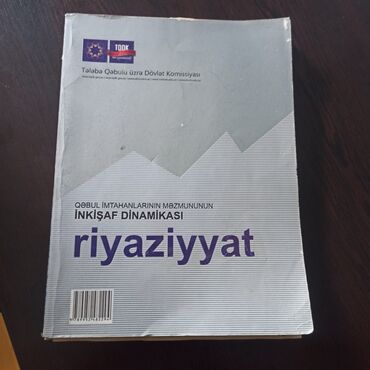 TQDK
Tələbə Qəbulu üzrə Dövlət Komissiyası
QƏBUL İMTAHANLARININ MƏZMUNUNUN
İNKİŞAF DİNAMİKASI
riyaziyyat